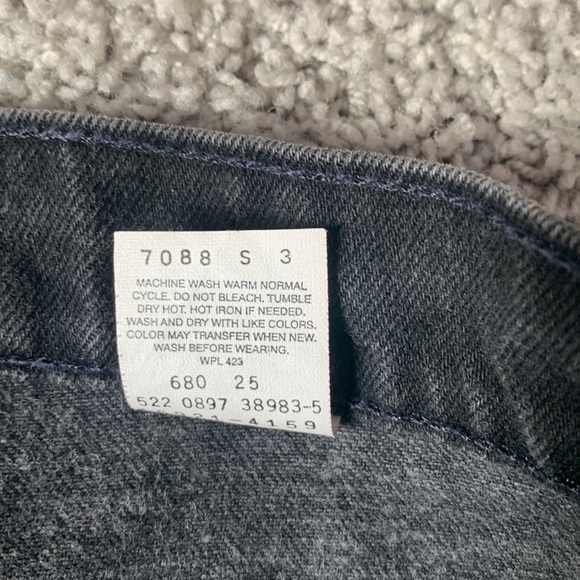 7088 S 3
MACHINE WASH WARM NORMAL
CYCLE. DO NOT BLEACH. TUMBLE
DRY HOT. HOT IRON IF NEEDED.
WASH AND DRY WITH LIKE COLORS.
COLOR MAY TRANSFER WHEN NEW.
WASH BEFORE WEARING.
WPL 423
680 25
522 0897 38983-5
4159